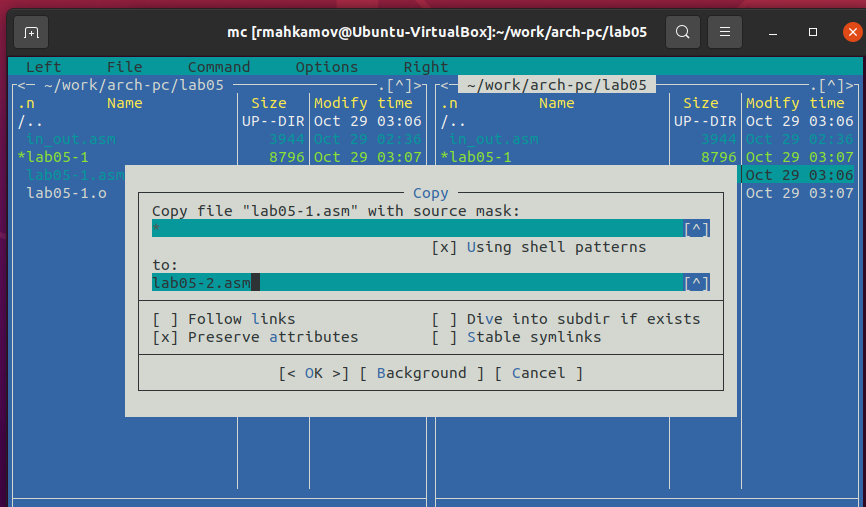 mc [rmahkamov@Ubuntu-VirtualBox]:~/work/arch-pc/lab05
Left File Command Options Right
<─ ~/work/arch-pc/lab05 ─.[^]> <─ ~/work/arch-pc/lab05 ─.[^]>
.n Name Size Modify time .n Name Size Modify time
/.. UP--DIR Oct 29 03:06 /.. UP--DIR Oct 29 03:06
in_out.asm 3944 Oct 29 02:36 in_out.asm 3944 Oct 29 02:36
*lab05-1 8796 Oct 29 03:07 *lab05-1 8796 Oct 29 03:07
lab05-1.asm Oct 29 03:06
lab05-1.o Oct 29 03:07
Copy
Copy file "lab05-1.asm" with source mask:
* [^]
[x] Using shell patterns
to:
lab05-2.asm [^]
[ ] Follow links [ ] Dive into subdir if exists
[x] Preserve attributes [ ] Stable symlinks
[< OK >] [ Background ] [ Cancel ]